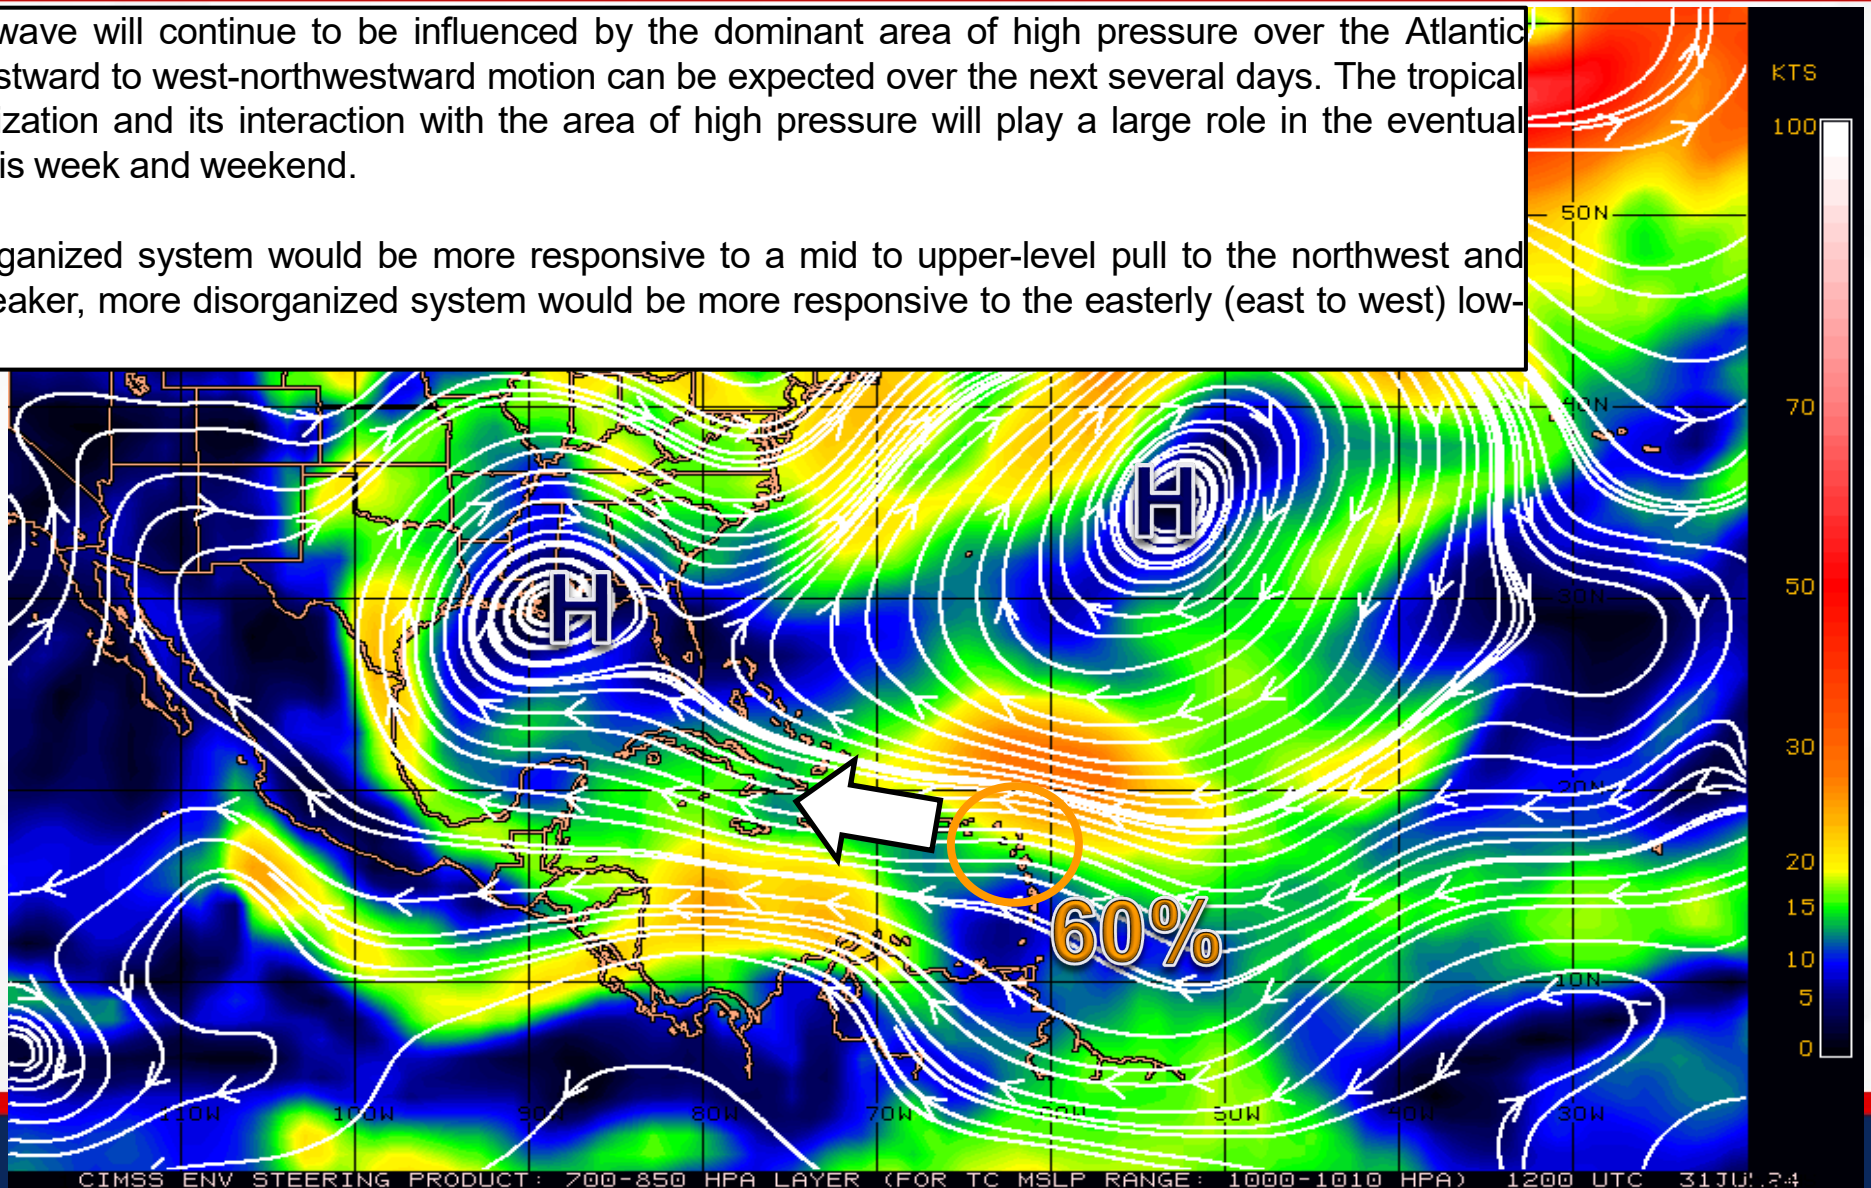 wave will continue to be influenced by the dominant area of high pressure over the Atlantic
stward to west-northwestward motion can be expected over the next several days. The tropical
ization and its interaction with the area of high pressure will play a large role in the eventual
is week and weekend.
ganized system would be more responsive to a mid to upper-level pull to the northwest and
eaker, more disorganized system would be more responsive to the easterly (east to west) low-
KTS
100
70
50
30
20
15
10
5
0
50N
40N
30N
20N
10N
H
H
60%
110W 100W 90W 80W 70W 60W 50W 40W 30W
CIMSS ENV STEERING PRODUCT: 700-850 HPA LAYER (FOR TC MSLP RANGE: 1000-1010 HPA) 1200 UTC 31JUL24